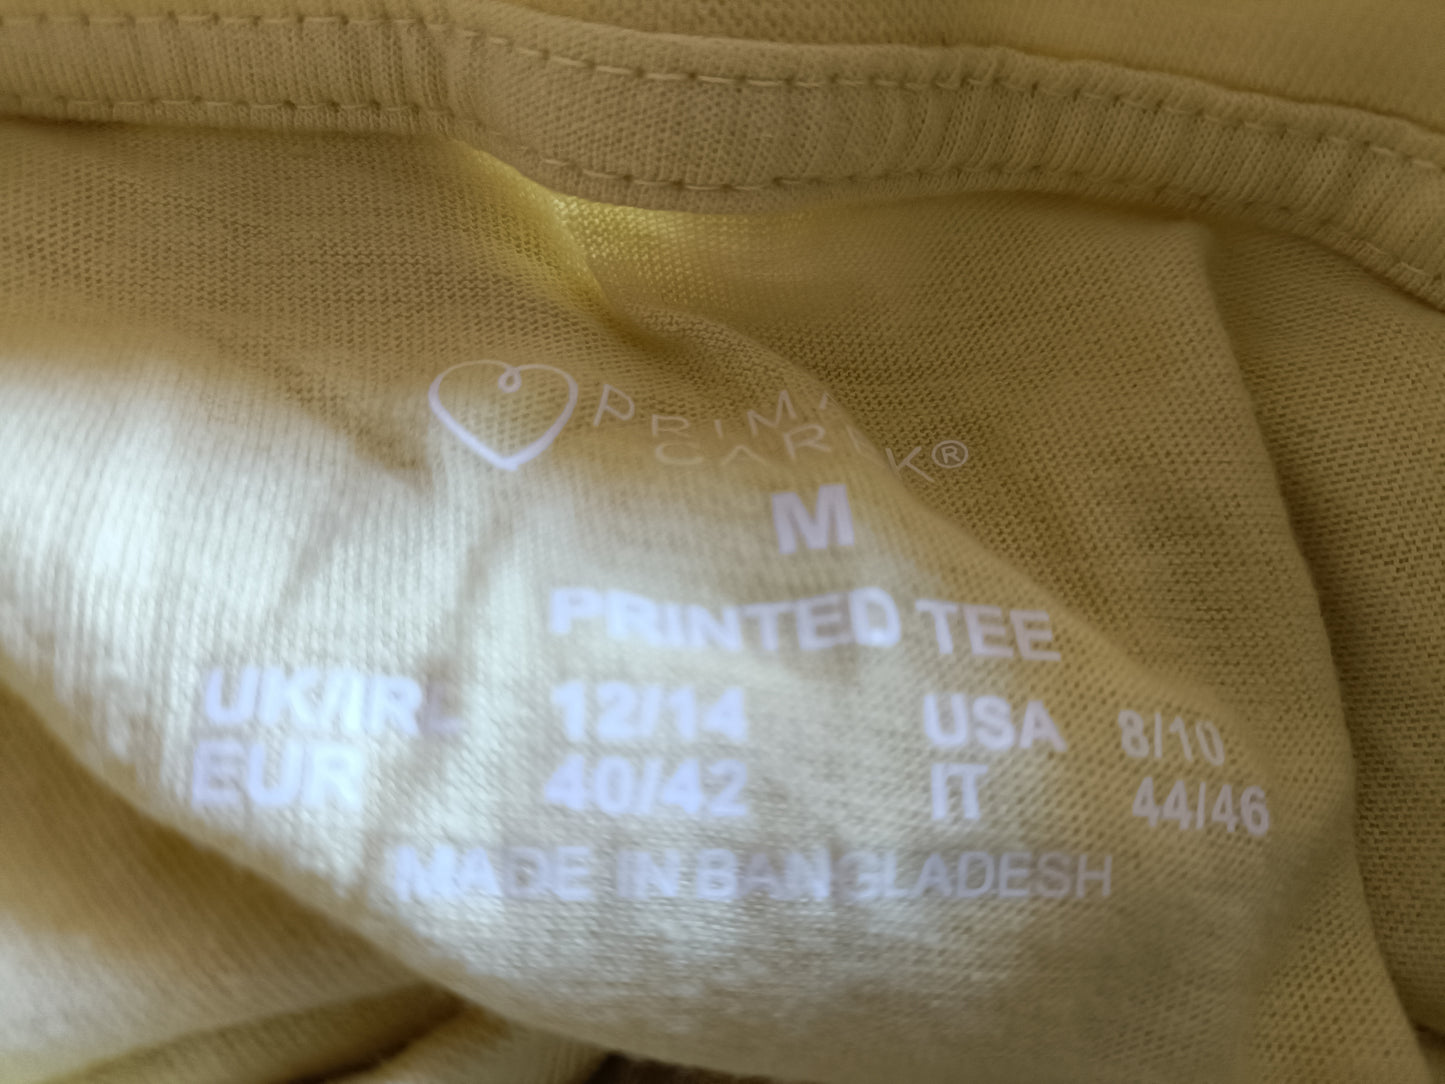 PRIMARK
CARES®
M
PRINTED TEE
UK/IRL 12/14 USA 8/10
EUR 40/42 IT 44/46
MADE IN BANGLADESH